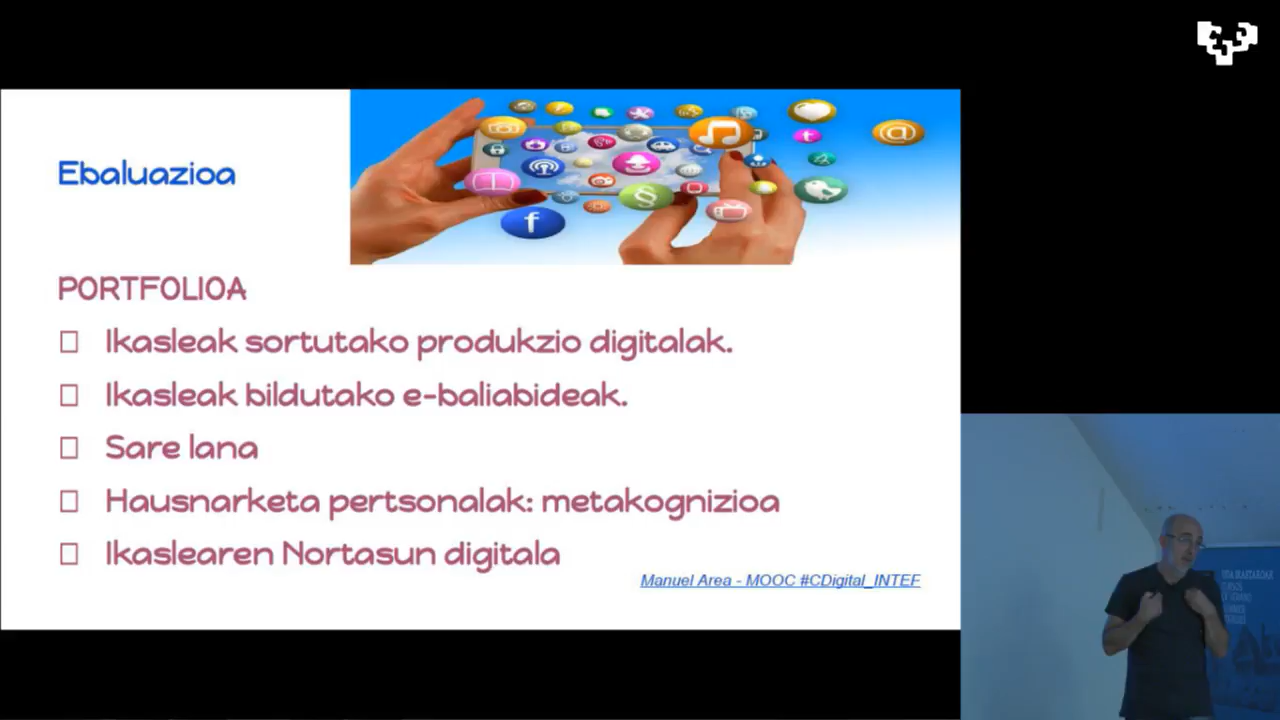 Ebaluazioa
PORTFOLIOA
Ikasleak sortutako produkzio digitalak.
Ikasleak bildutako e-baliabideak.
Sare lana
Hausnarketa pertsonalak: metakognizioa
Ikaslearen Nortasun digitala
Manuel Area - MOOC #CDigital_INTEF